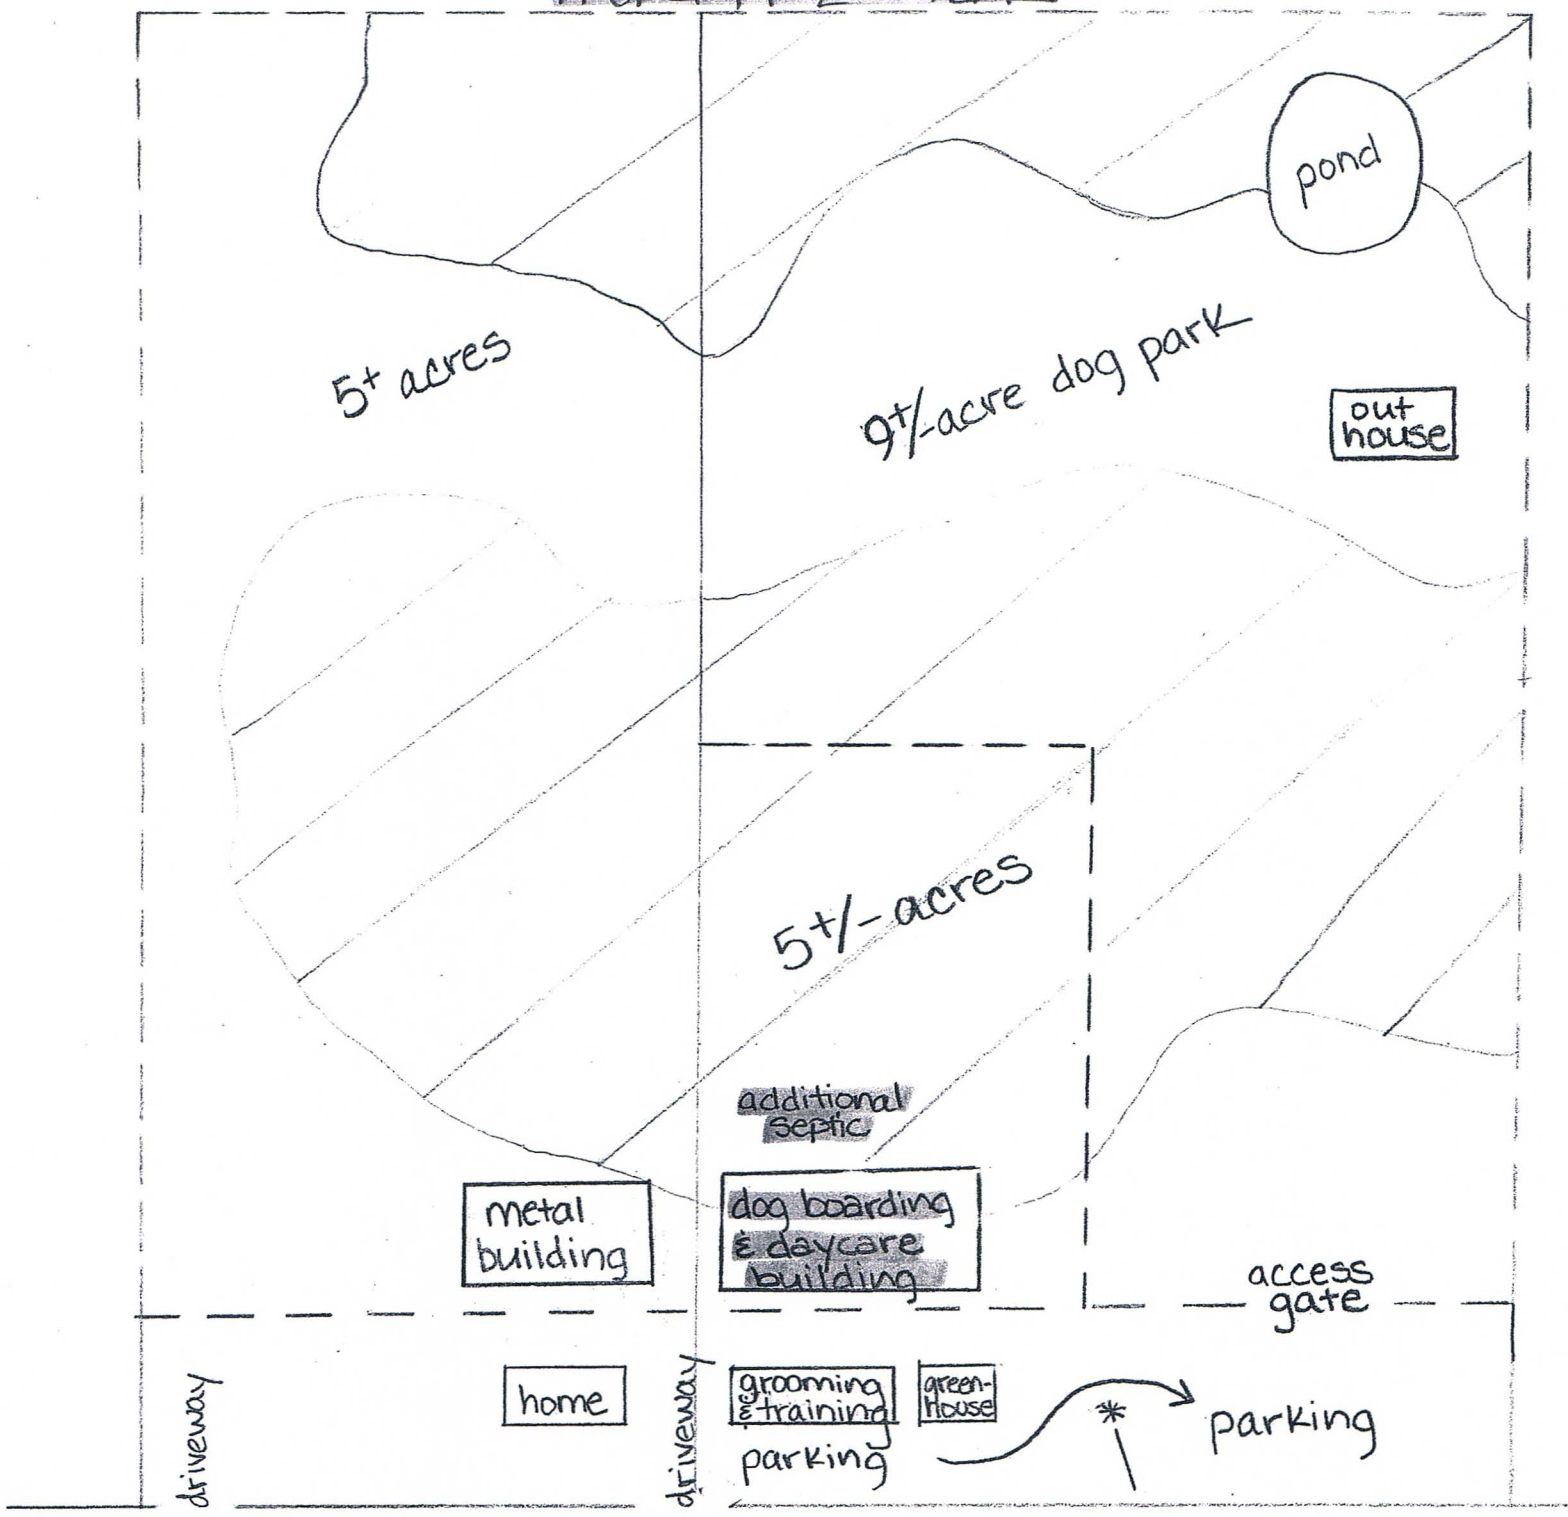 pond
5+ acres
9+/-acre dog park
out
house
5+/- acres
additional
septic
metal
building
dog boarding
& daycare
building
access
gate
driveway
home
driveway
grooming
& training
green-
House
parking
*
parking